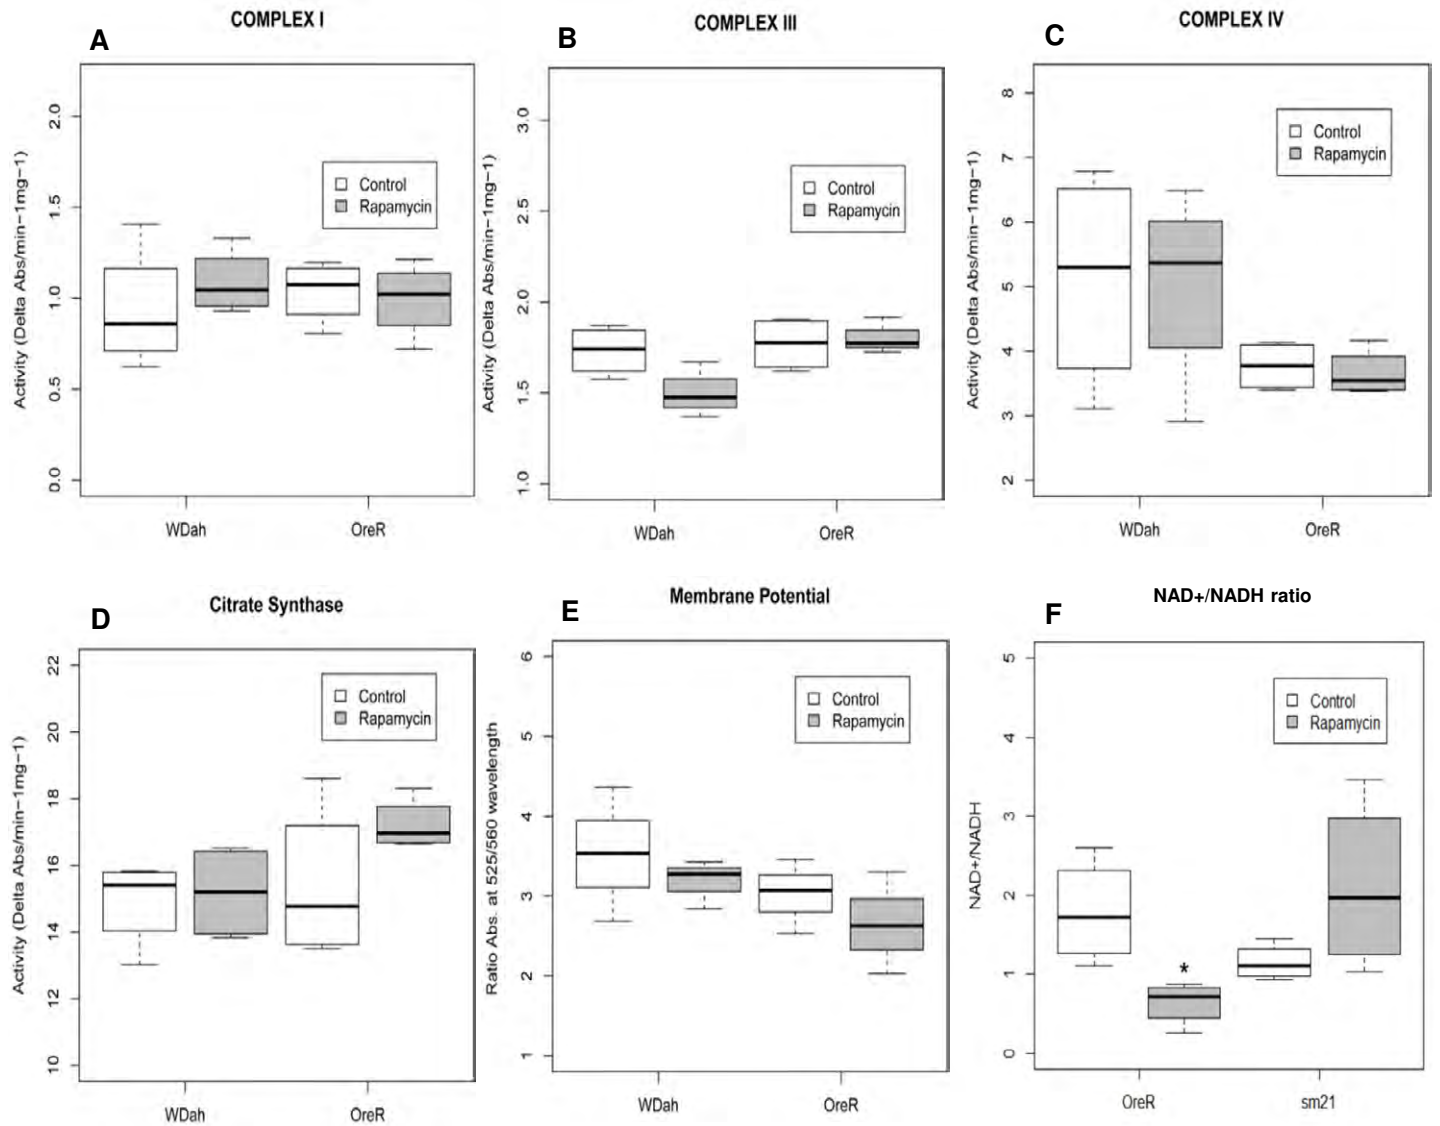 A
COMPLEX I
Activity (Delta Abs/min−1mg−1)
2.0
1.5
1.0
0.5
0.0
Control
Rapamycin
WDah
OreR
B
COMPLEX III
Activity (Delta Abs/min−1mg−1)
3.0
2.5
2.0
1.5
1.0
Control
Rapamycin
WDah
OreR
C
COMPLEX IV
Activity (Delta Abs/min−1mg−1)
8
7
6
5
4
3
2
Control
Rapamycin
WDah
OreR
D
Citrate Synthase
Activity (Delta Abs/min−1mg−1)
22
20
18
16
14
12
10
Control
Rapamycin
WDah
OreR
E
Membrane Potential
Ratio Abs. at 525/560 wavelength
6
5
4
3
2
1
Control
Rapamycin
WDah
OreR
F
NAD+/NADH ratio
NAD+/NADH
5
4
3
2
1
0
Control
Rapamycin
*
OreR
sm21